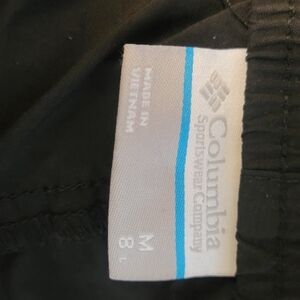 Columbia
Sportswear Company
MADE IN
VIETNAM
M
8 L